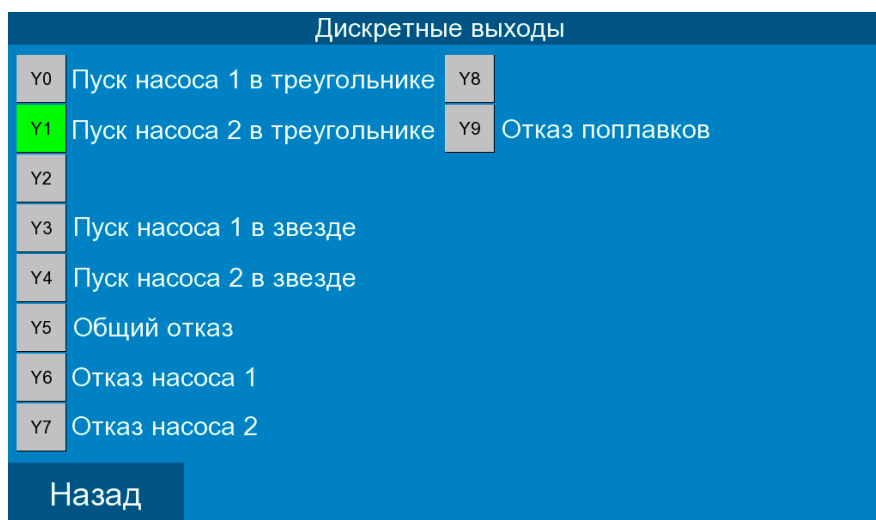 Дискретные выходы
Y0 Пуск насоса 1 в треугольнике Y8
Y1 Пуск насоса 2 в треугольнике Y9 Отказ поплавков
Y2
Y3 Пуск насоса 1 в звезде
Y4 Пуск насоса 2 в звезде
Y5 Общий отказ
Y6 Отказ насоса 1
Y7 Отказ насоса 2
Назад